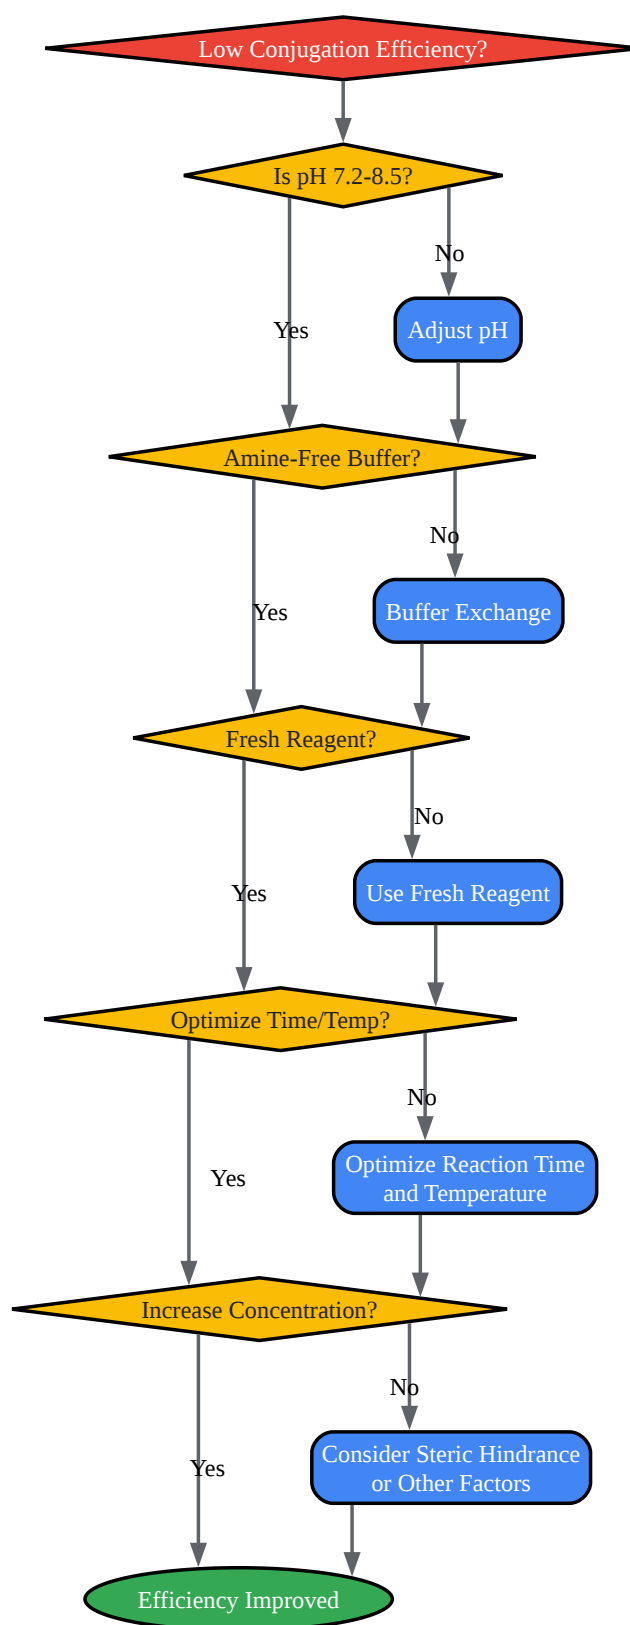 Low Conjugation Efficiency?
Is pH 7.2-8.5?
No
Yes
Adjust pH
Amine-Free Buffer?
No
Yes
Buffer Exchange
Fresh Reagent?
No
Yes
Use Fresh Reagent
Optimize Time/Temp?
No
Yes
Optimize Reaction Time
and Temperature
Increase Concentration?
No
Yes
Consider Steric Hindrance
or Other Factors
Efficiency Improved